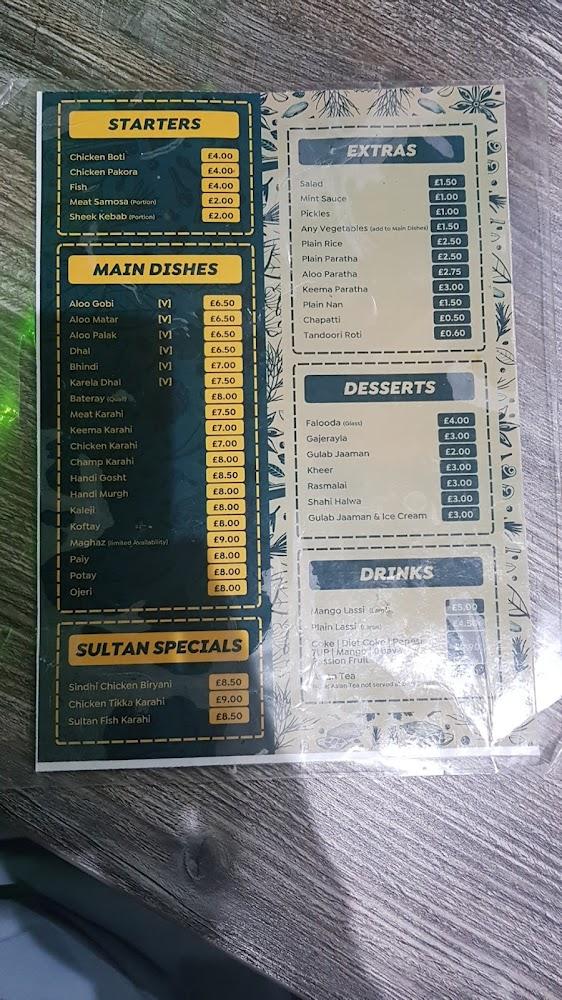 STARTERS
Chicken Boti £4.00
Chicken Pakora £4.00
Fish £4.00
Meat Samosa (Portion) £2.00
Sheek Kebab (Portion) £2.00
MAIN DISHES
Aloo Gobi [V] £6.50
Aloo Matar [V] £6.50
Aloo Palak [V] £6.50
Dhal [V] £6.50
Bhindi [V] £7.00
Karela Dhal [V] £7.50
Bateray (Quail) £8.00
Meat Karahi £7.50
Keema Karahi £7.00
Chicken Karahi £7.00
Champ Karahi £8.00
Handi Gosht £8.50
Handi Murgh £8.00
Kaleji £8.00
Koftay £8.00
Maghaz (limited Availability) £9.00
Paiy £8.00
Potay £8.00
Ojeri £8.00
SULTAN SPECIALS
Sindhi Chicken Biryani £8.50
Chicken Tikka Karahi £9.00
Sultan Fish Karahi £8.50
EXTRAS
Salad £1.50
Mint Sauce £1.00
Pickles £1.00
Any Vegetables (add to Main Dishes) £1.50
Plain Rice £2.50
Plain Paratha £2.50
Aloo Paratha £2.75
Keema Paratha £3.00
Plain Nan £1.50
Chapatti £0.50
Tandoori Roti £0.60
DESSERTS
Falooda (Glass) £4.00
Gajerayla £3.00
Gulab Jaaman £2.00
Kheer £3.00
Rasmalai £3.00
Shahi Halwa £3.00
Gulab Jaaman & Ice Cream £3.00
DRINKS
Mango Lassi (Large) £5.00
Plain Lassi (Large) £4.50
Coke | Diet Coke | Pepsi
7UP | Mango | Guava
Passion Fruit
Tea
Asian Tea not served